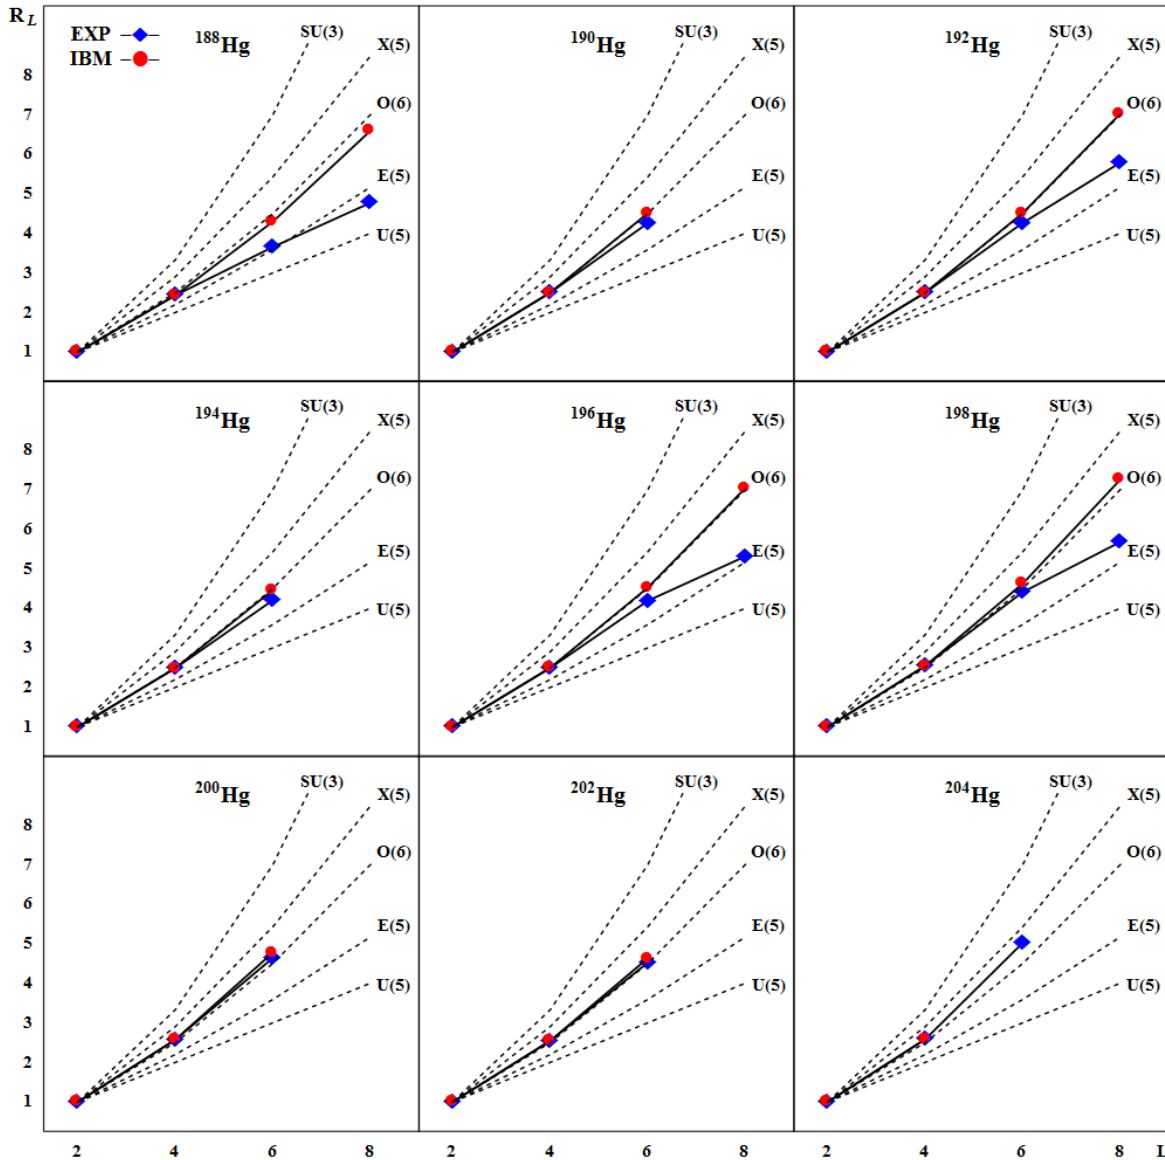 R_L
EXP
IBM
¹⁸⁸Hg
SU(3)
X(5)
O(6)
E(5)
U(5)
¹⁹⁰Hg
SU(3)
X(5)
O(6)
E(5)
U(5)
¹⁹²Hg
SU(3)
X(5)
O(6)
E(5)
U(5)
8
7
6
5
4
3
2
1
¹⁹⁴Hg
SU(3)
X(5)
O(6)
E(5)
U(5)
¹⁹⁶Hg
SU(3)
X(5)
O(6)
E(5)
U(5)
¹⁹⁸Hg
SU(3)
X(5)
O(6)
E(5)
U(5)
8
7
6
5
4
3
2
1
²⁰⁰Hg
SU(3)
X(5)
O(6)
E(5)
U(5)
²⁰²Hg
SU(3)
X(5)
O(6)
E(5)
U(5)
²⁰⁴Hg
SU(3)
X(5)
O(6)
E(5)
U(5)
8
7
6
5
4
3
2
1
2 4 6 8 2 4 6 8 2 4 6 8 L